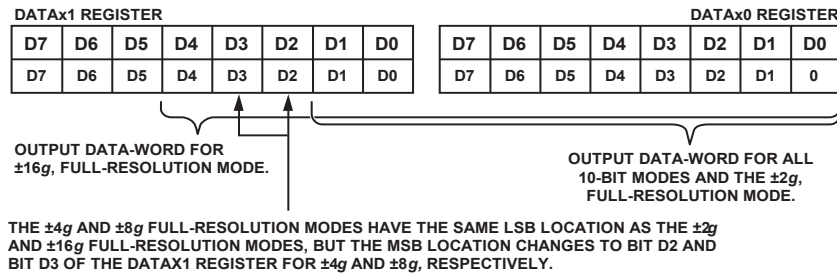 DATAx1 REGISTER DATAx0 REGISTER
D7 D6 D5 D4 D3 D2 D1 D0 D7 D6 D5 D4 D3 D2 D1 D0
D7 D6 D5 D4 D3 D2 D1 D0 D7 D6 D5 D4 D3 D2 D1 0
OUTPUT DATA-WORD FOR
±16g, FULL-RESOLUTION MODE.
OUTPUT DATA-WORD FOR ALL
10-BIT MODES AND THE ±2g,
FULL-RESOLUTION MODE.
THE ±4g AND ±8g FULL-RESOLUTION MODES HAVE THE SAME LSB LOCATION AS THE ±2g
AND ±16g FULL-RESOLUTION MODES, BUT THE MSB LOCATION CHANGES TO BIT D2 AND
BIT D3 OF THE DATAX1 REGISTER FOR ±4g AND ±8g, RESPECTIVELY.